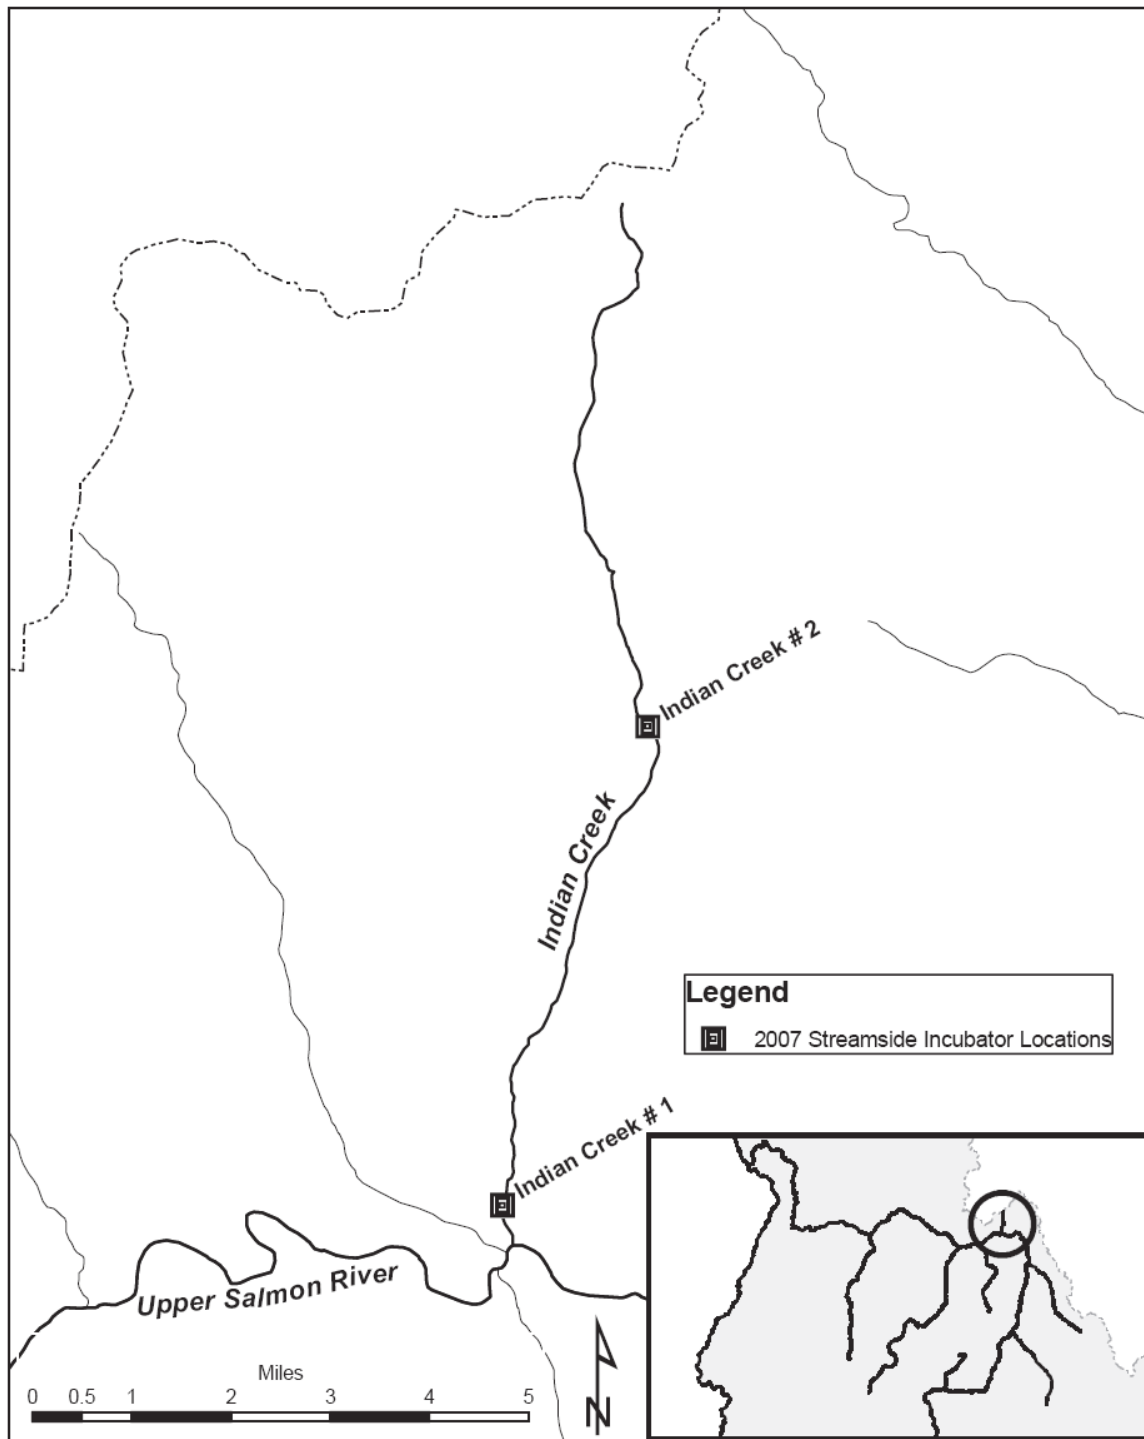 Indian Creek # 2
Indian Creek
Legend
2007 Streamside Incubator Locations
Indian Creek # 1
Upper Salmon River
Miles
0 0.5 1 2 3 4 5
N